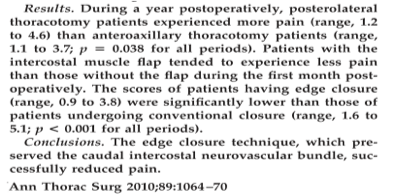 Results. During a year postoperatively, posterolateral
thoracotomy patients experienced more pain (range, 1.2
to 4.6) than anteroaxillary thoracotomy patients (range,
1.1 to 3.7; p = 0.038 for all periods). Patients with the
intercostal muscle flap tended to experience less pain
than those without the flap during the first month post-
operatively. The scores of patients having edge closure
(range, 0.9 to 3.8) were significantly lower than those of
patients undergoing conventional closure (range, 1.6 to
5.1; p < 0.001 for all periods).
Conclusions. The edge closure technique, which pre-
served the caudal intercostal neurovascular bundle, suc-
cessfully reduced pain.
Ann Thorac Surg 2010;89:1064–70